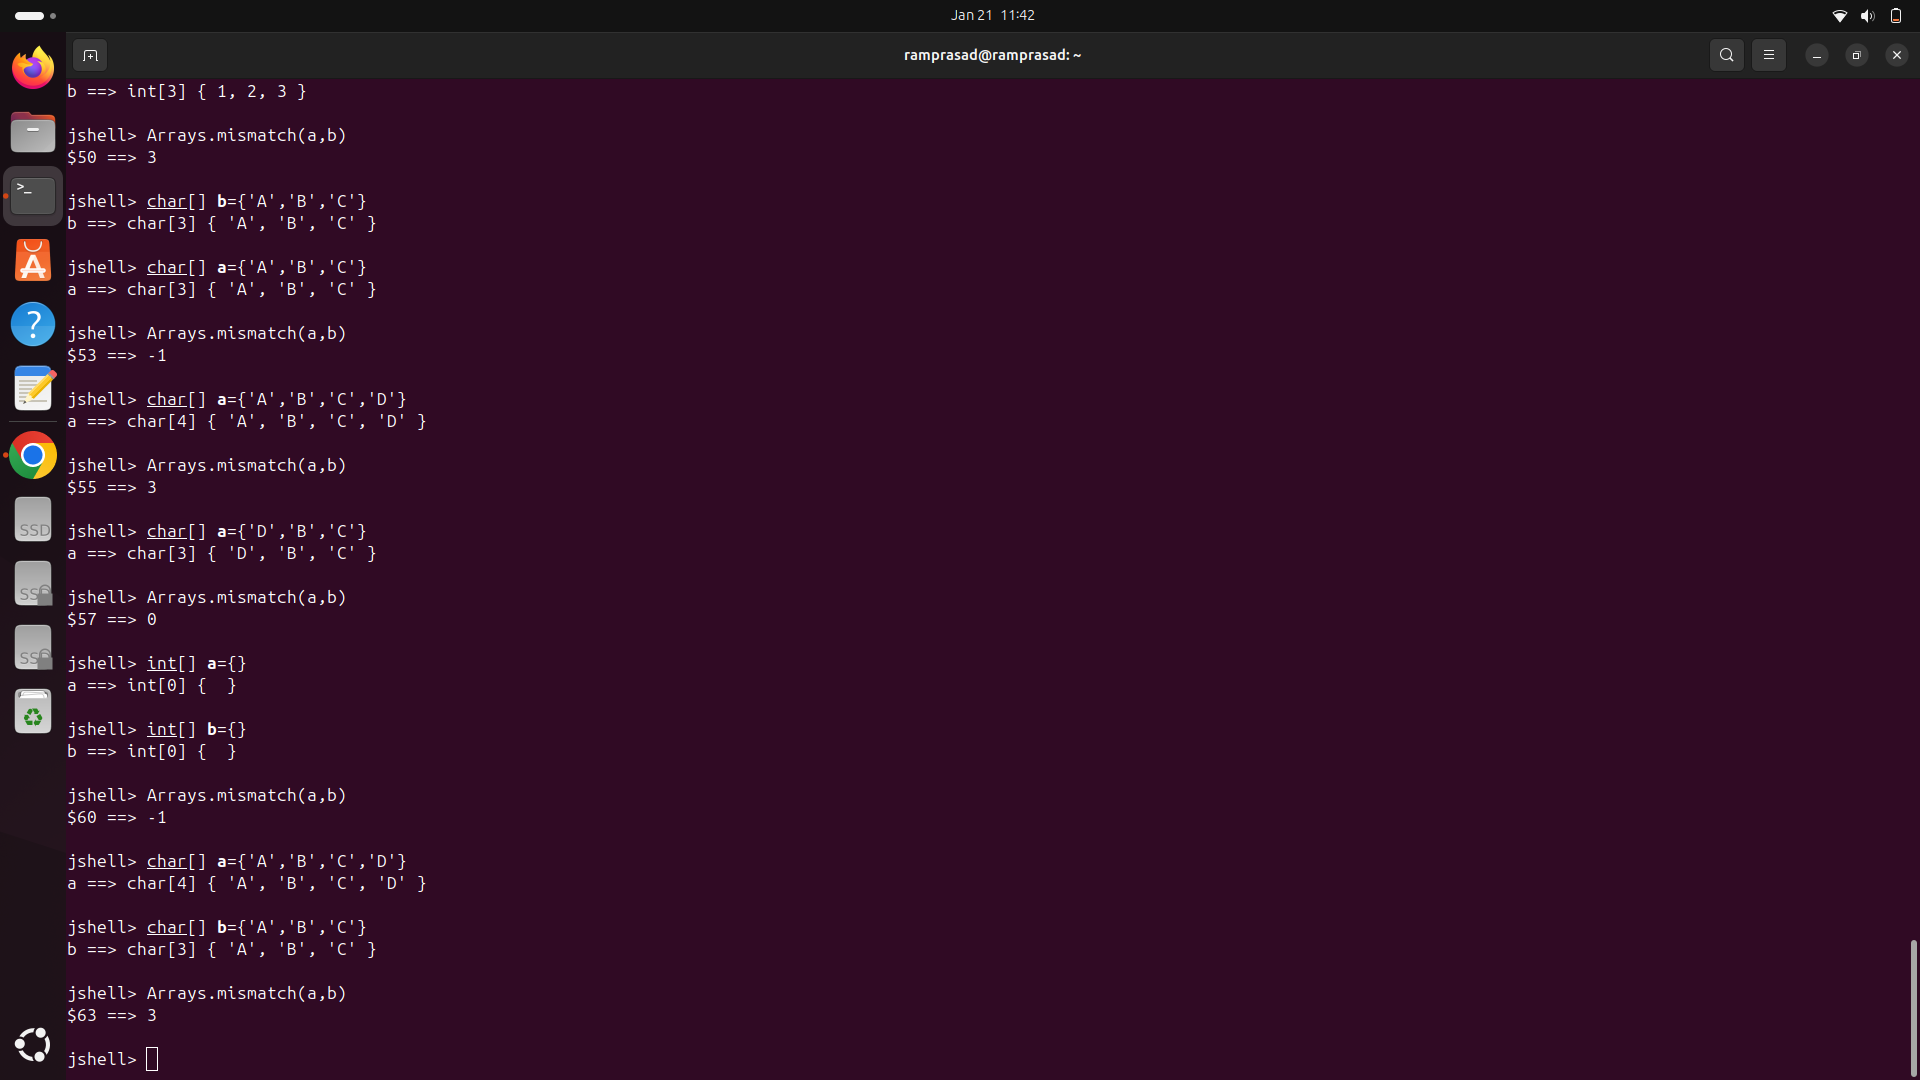 Jan 21 11:42
ramprasad@ramprasad: ~
b ==> int[3] { 1, 2, 3 }
jshell> Arrays.mismatch(a,b)
$50 ==> 3
jshell> char[] b={'A','B','C'}
b ==> char[3] { 'A', 'B', 'C' }
jshell> char[] a={'A','B','C'}
a ==> char[3] { 'A', 'B', 'C' }
jshell> Arrays.mismatch(a,b)
$53 ==> -1
jshell> char[] a={'A','B','C','D'}
a ==> char[4] { 'A', 'B', 'C', 'D' }
jshell> Arrays.mismatch(a,b)
$55 ==> 3
jshell> char[] a={'D','B','C'}
a ==> char[3] { 'D', 'B', 'C' }
jshell> Arrays.mismatch(a,b)
$57 ==> 0
jshell> int[] a={}
a ==> int[0] {  }
jshell> int[] b={}
b ==> int[0] {  }
jshell> Arrays.mismatch(a,b)
$60 ==> -1
jshell> char[] a={'A','B','C','D'}
a ==> char[4] { 'A', 'B', 'C', 'D' }
jshell> char[] b={'A','B','C'}
b ==> char[3] { 'A', 'B', 'C' }
jshell> Arrays.mismatch(a,b)
$63 ==> 3
jshell>
>_
A
?
SSD
SSD
SSD